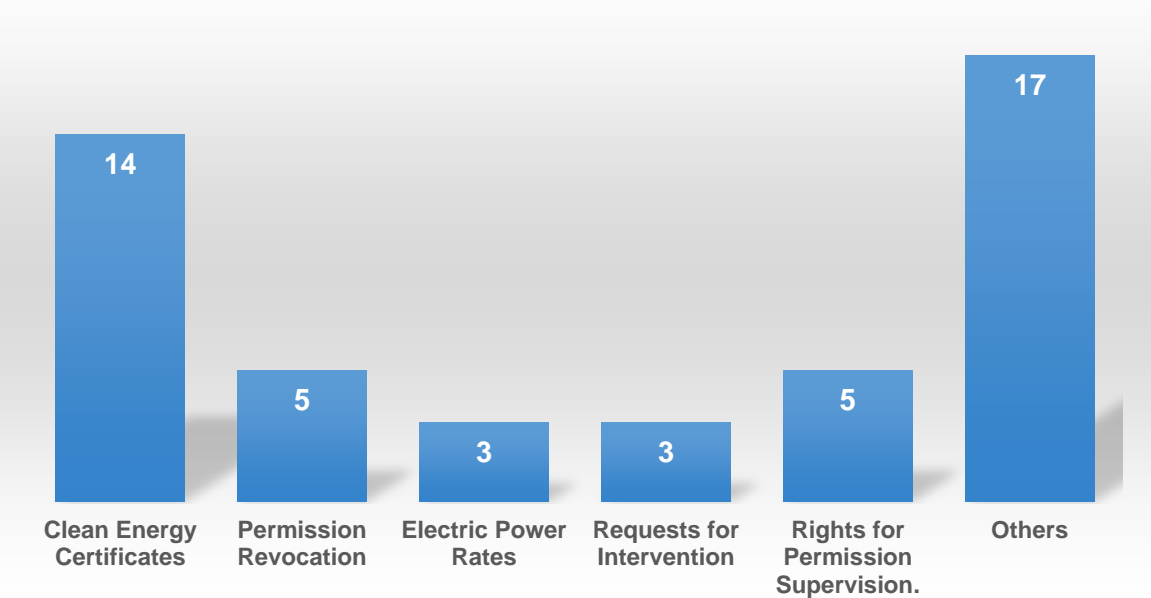 14
5
3
3
5
17
Clean Energy
Certificates
Permission
Revocation
Electric Power
Rates
Requests for
Intervention
Rights for
Permission
Supervision.
Others